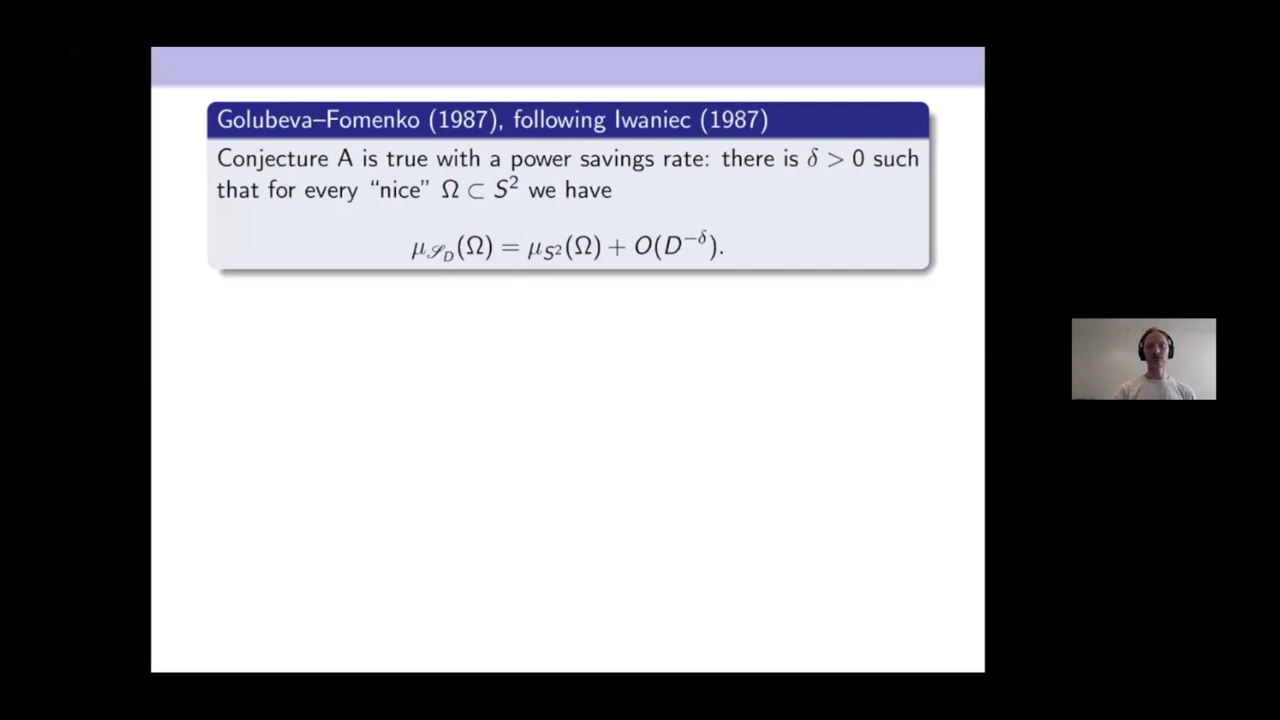 Golubeva–Fomenko (1987), following Iwaniec (1987)
Conjecture A is true with a power savings rate: there is δ > 0 such
that for every “nice” Ω ⊂ S² we have
μ_{𝒮_D}(Ω) = μ_{S²}(Ω) + O(D^{−δ}).